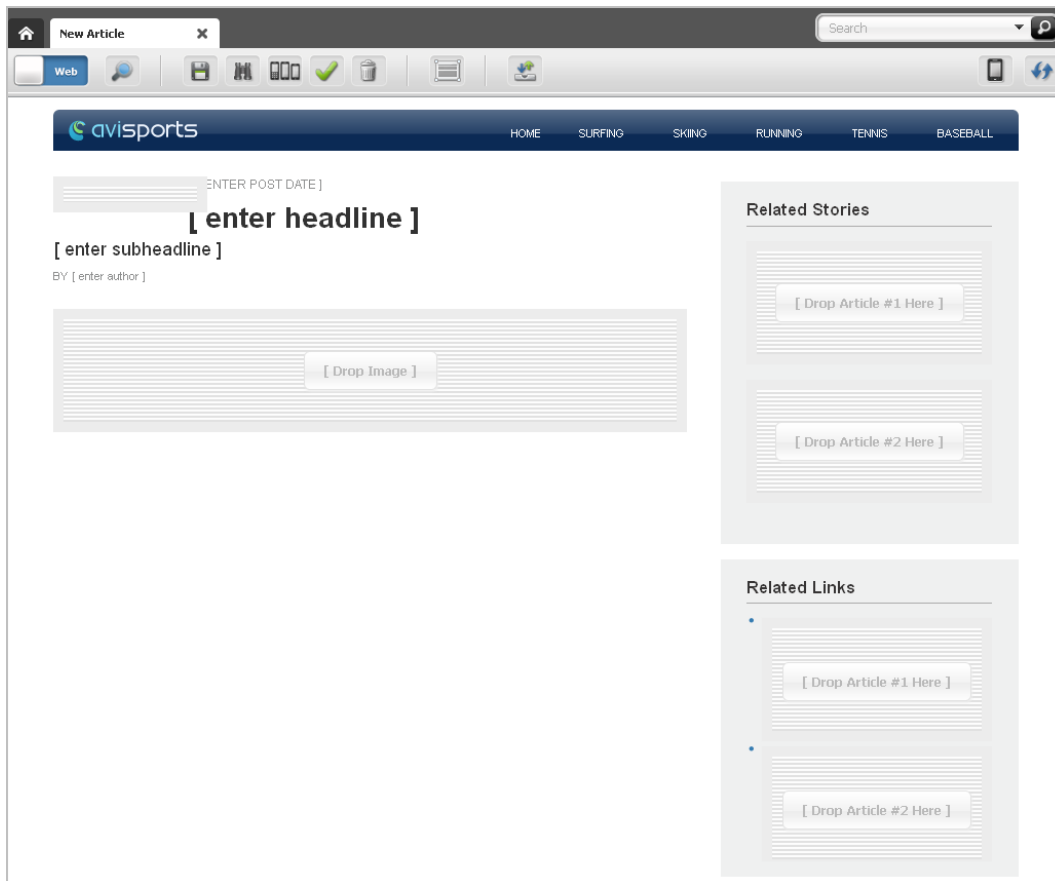 New Article
Search
Web
avisports
HOME SURFING SKIING RUNNING TENNIS BASEBALL
ENTER POST DATE ]
[ enter headline ]
[ enter subheadline ]
BY [ enter author ]
[ Drop Image ]
Related Stories
[ Drop Article #1 Here ]
[ Drop Article #2 Here ]
Related Links
[ Drop Article #1 Here ]
[ Drop Article #2 Here ]